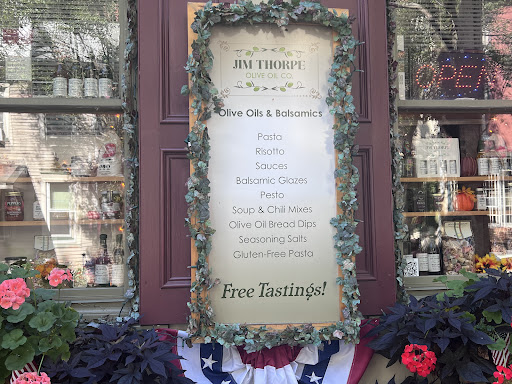 JIM THORPE
OLIVE OIL CO.
Olive Oils & Balsamics
Pasta
Risotto
Sauces
Balsamic Glazes
Pesto
Soup & Chili Mixes
Olive Oil Bread Dips
Seasoning Salts
Gluten-Free Pasta
Free Tastings!
OPEN